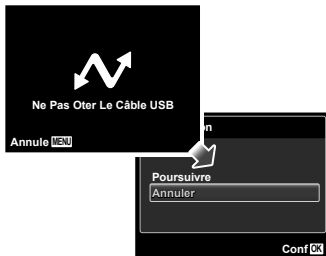 Ne Pas Oter Le Câble USB
Annule MENU
Poursuivre
Annuler
Conf OK